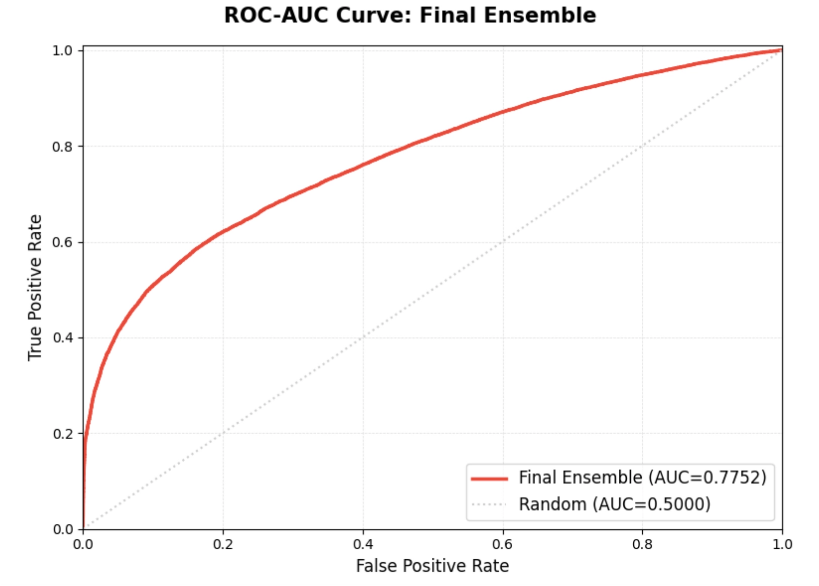 ROC-AUC Curve: Final Ensemble
1.0
0.8
0.6
0.4
0.2
0.0
True Positive Rate
Final Ensemble (AUC=0.7752)
Random (AUC=0.5000)
0.0 0.2 0.4 0.6 0.8 1.0
False Positive Rate